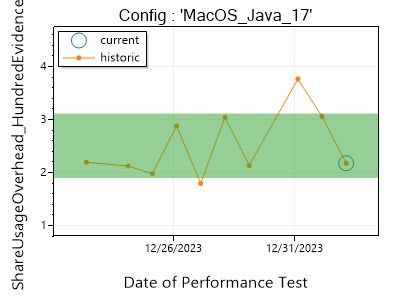 Config : 'MacOS_Java_17'
current
historic
ShareUsageOverhead_HundredEvidence
4
3
2
1
12/26/2023
12/31/2023
Date of Performance Test